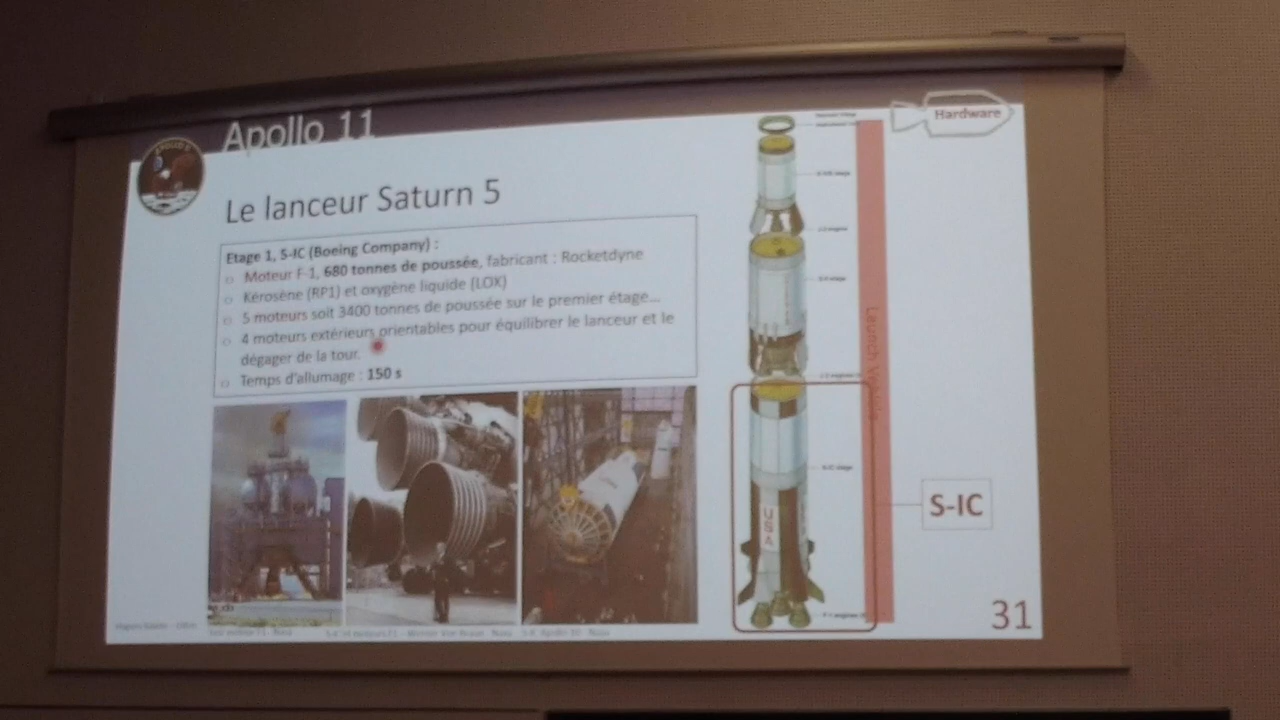 Apollo 11
Hardware
Le lanceur Saturn 5
Etage 1, S-IC (Boeing Company) :
o Moteur F-1, 680 tonnes de poussée, fabricant : Rocketdyne
o Kérosène (RP1) et oxygène liquide (LOX)
o 5 moteurs soit 3400 tonnes de poussée sur le premier étage...
o 4 moteurs extérieurs orientables pour équilibrer le lanceur et le
dégager de la tour.
o Temps d'allumage : 150 s
Launch Vehicle
USA
S-IC
31